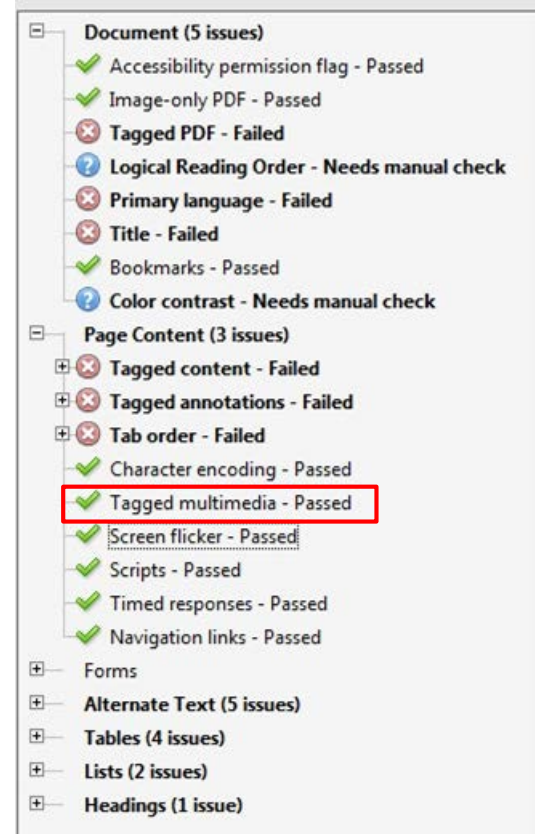 Document (5 issues)
Accessibility permission flag - Passed
Image-only PDF - Passed
Tagged PDF - Failed
Logical Reading Order - Needs manual check
Primary language - Failed
Title - Failed
Bookmarks - Passed
Color contrast - Needs manual check
Page Content (3 issues)
Tagged content - Failed
Tagged annotations - Failed
Tab order - Failed
Character encoding - Passed
Tagged multimedia - Passed
Screen flicker - Passed
Scripts - Passed
Timed responses - Passed
Navigation links - Passed
Forms
Alternate Text (5 issues)
Tables (4 issues)
Lists (2 issues)
Headings (1 issue)